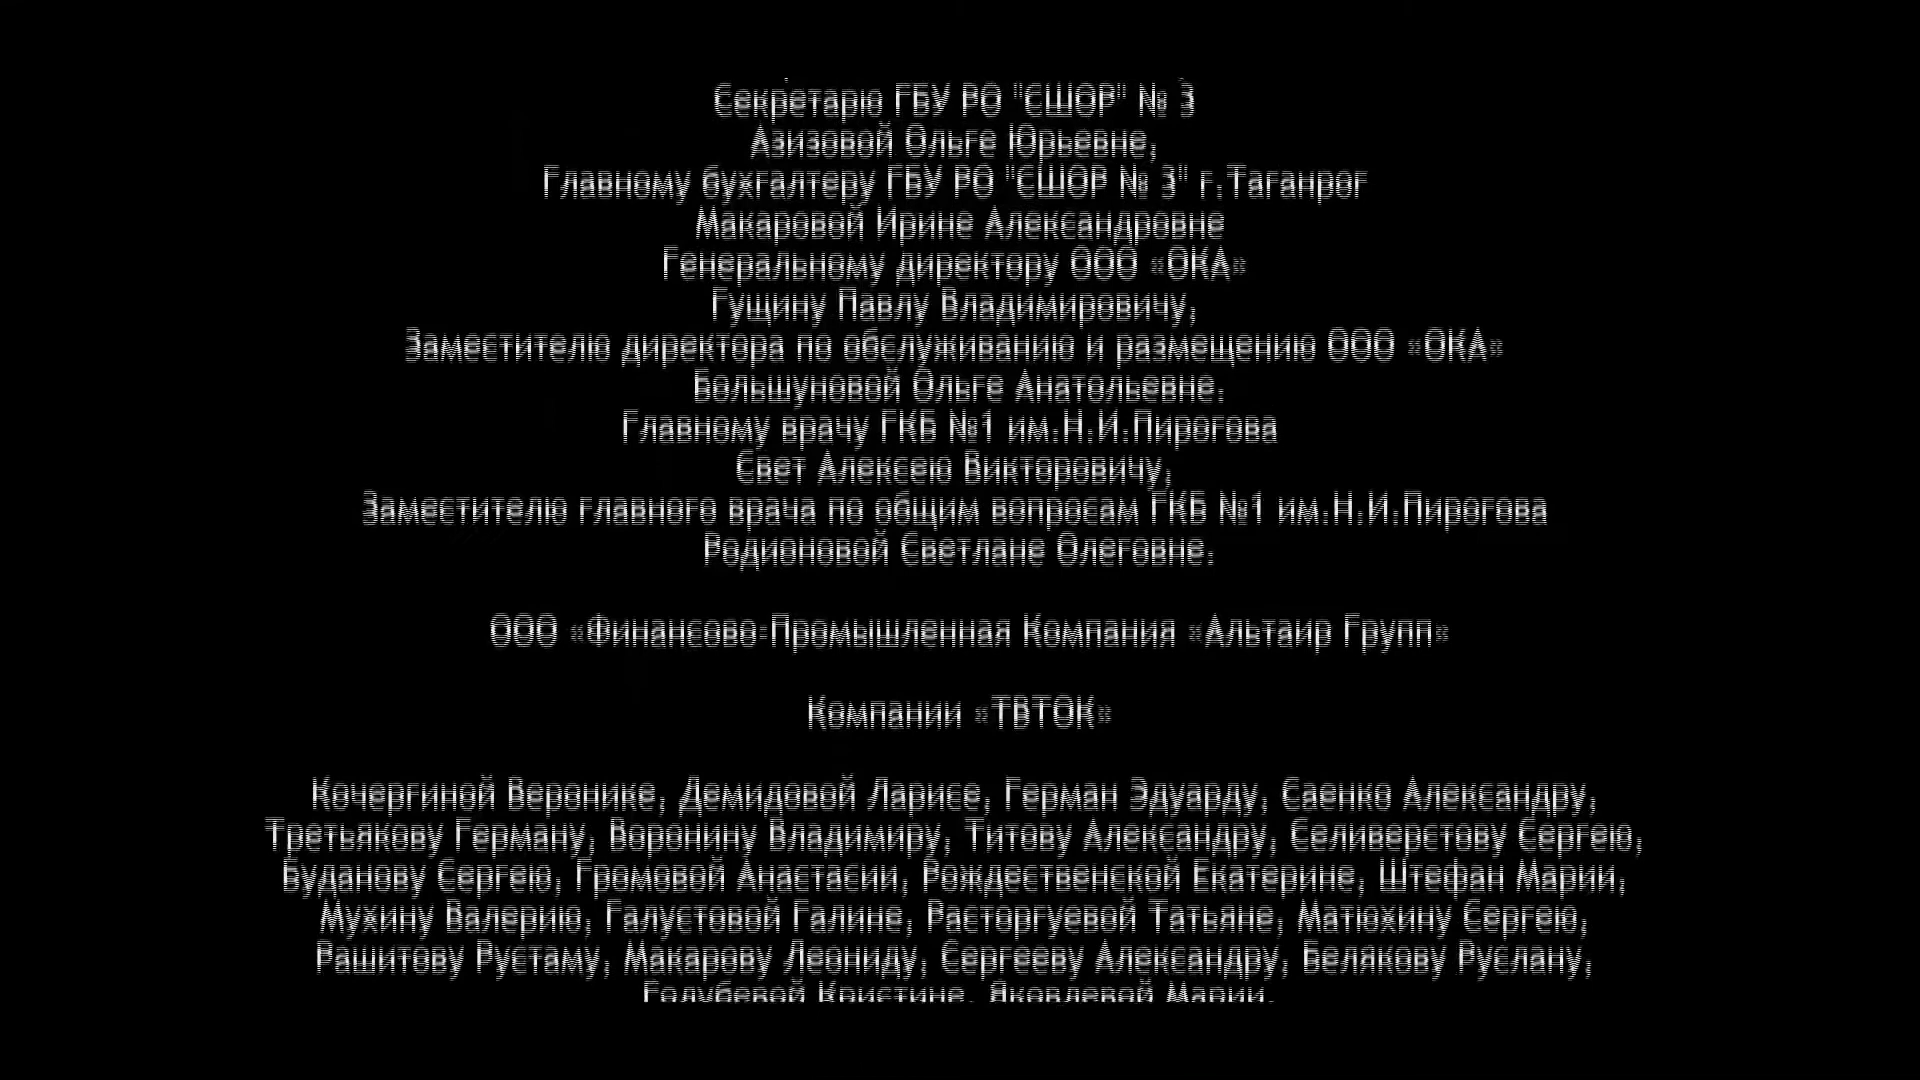 Секретарю ГБУ РО "СШОР" № 3
Азизовой Ольге Юрьевне,
Главному бухгалтеру ГБУ РО "СШОР № 3" г.Таганрог
Макаровой Ирине Александровне
Генеральному директору ООО «ОКА»
Гущину Павлу Владимировичу,
Заместителю директора по обслуживанию и размещению ООО «ОКА»
Большуновой Ольге Анатольевне.
Главному врачу ГКБ №1 им.Н.И.Пирогова
Свет Алексею Викторовичу,
Заместителю главного врача по общим вопросам ГКБ №1 им.Н.И.Пирогова
Родионовой Светлане Олеговне.
ООО «Финансово-Промышленная Компания «Альтаир Групп»
Компании «ТВТОК»
Кочергиной Веронике, Демидовой Ларисе, Герман Эдуарду, Саенко Александру,
Третьякову Герману, Воронину Владимиру, Титову Александру, Селиверстову Сергею,
Буданову Сергею, Громовой Анастасии, Рождественской Екатерине, Штефан Марии,
Мухину Валерию, Галустовой Галине, Расторгуевой Татьяне, Матюхину Сергею,
Рашитову Рустаму, Макарову Леониду, Сергееву Александру, Белякову Руслану,
Голубевой Кристине, Яковлевой Марии,